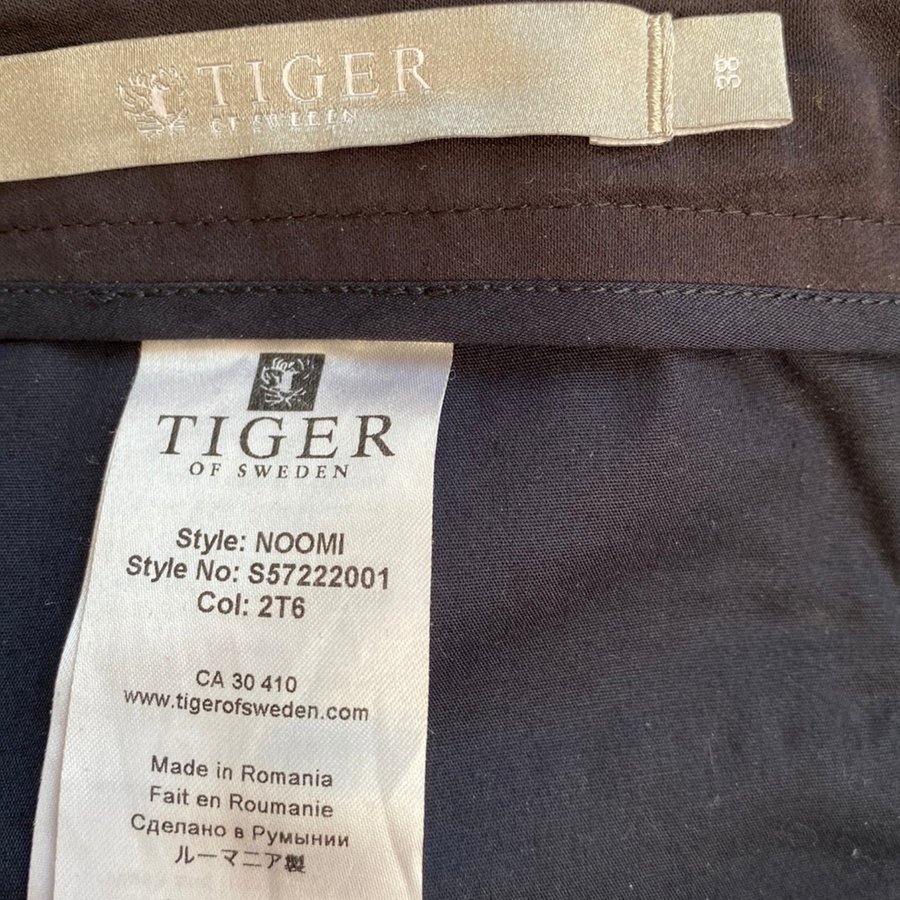 TIGER
OF SWEDEN
38
TIGER
OF SWEDEN
Style: NOOMI
Style No: S57222001
Col: 2T6
CA 30 410
www.tigerofsweden.com
Made in Romania
Fait en Roumanie
Сделано в Румынии
ルーマニア製